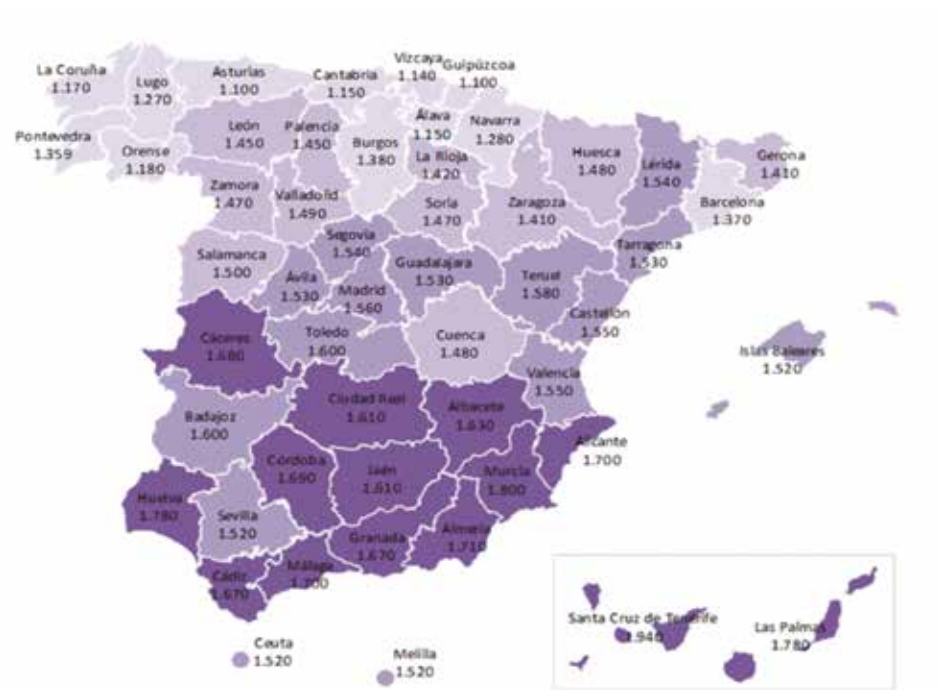 La Coruña
1.170
Lugo
1.270
Asturias
1.100
Cantabria
1.150
Vizcaya
1.140
Guipúzcoa
1.100
Pontevedra
1.359
Orense
1.180
León
1.450
Palencia
1.450
Burgos
1.380
Álava
1.150
Navarra
1.280
La Rioja
1.420
Huesca
1.480
Lérida
1.540
Gerona
1.410
Zamora
1.470
Valladolid
1.490
Soria
1.470
Zaragoza
1.410
Barcelona
1.370
Segovia
1.540
Tarragona
1.530
Salamanca
1.500
Ávila
1.530
Madrid
1.560
Guadalajara
1.530
Teruel
1.580
Castellón
1.550
Cáceres
1.680
Toledo
1.600
Cuenca
1.480
Islas Baleares
1.520
Valencia
1.550
Badajoz
1.600
Ciudad Real
1.610
Albacete
1.630
Alicante
1.700
Córdoba
1.690
Jaén
1.610
Murcia
1.800
Huelva
1.780
Sevilla
1.520
Granada
1.670
Almería
1.710
Cádiz
1.670
Málaga
1.700
Ceuta
1.520
Melilla
1.520
Santa Cruz de Tenerife
1.940
Las Palmas
1.780